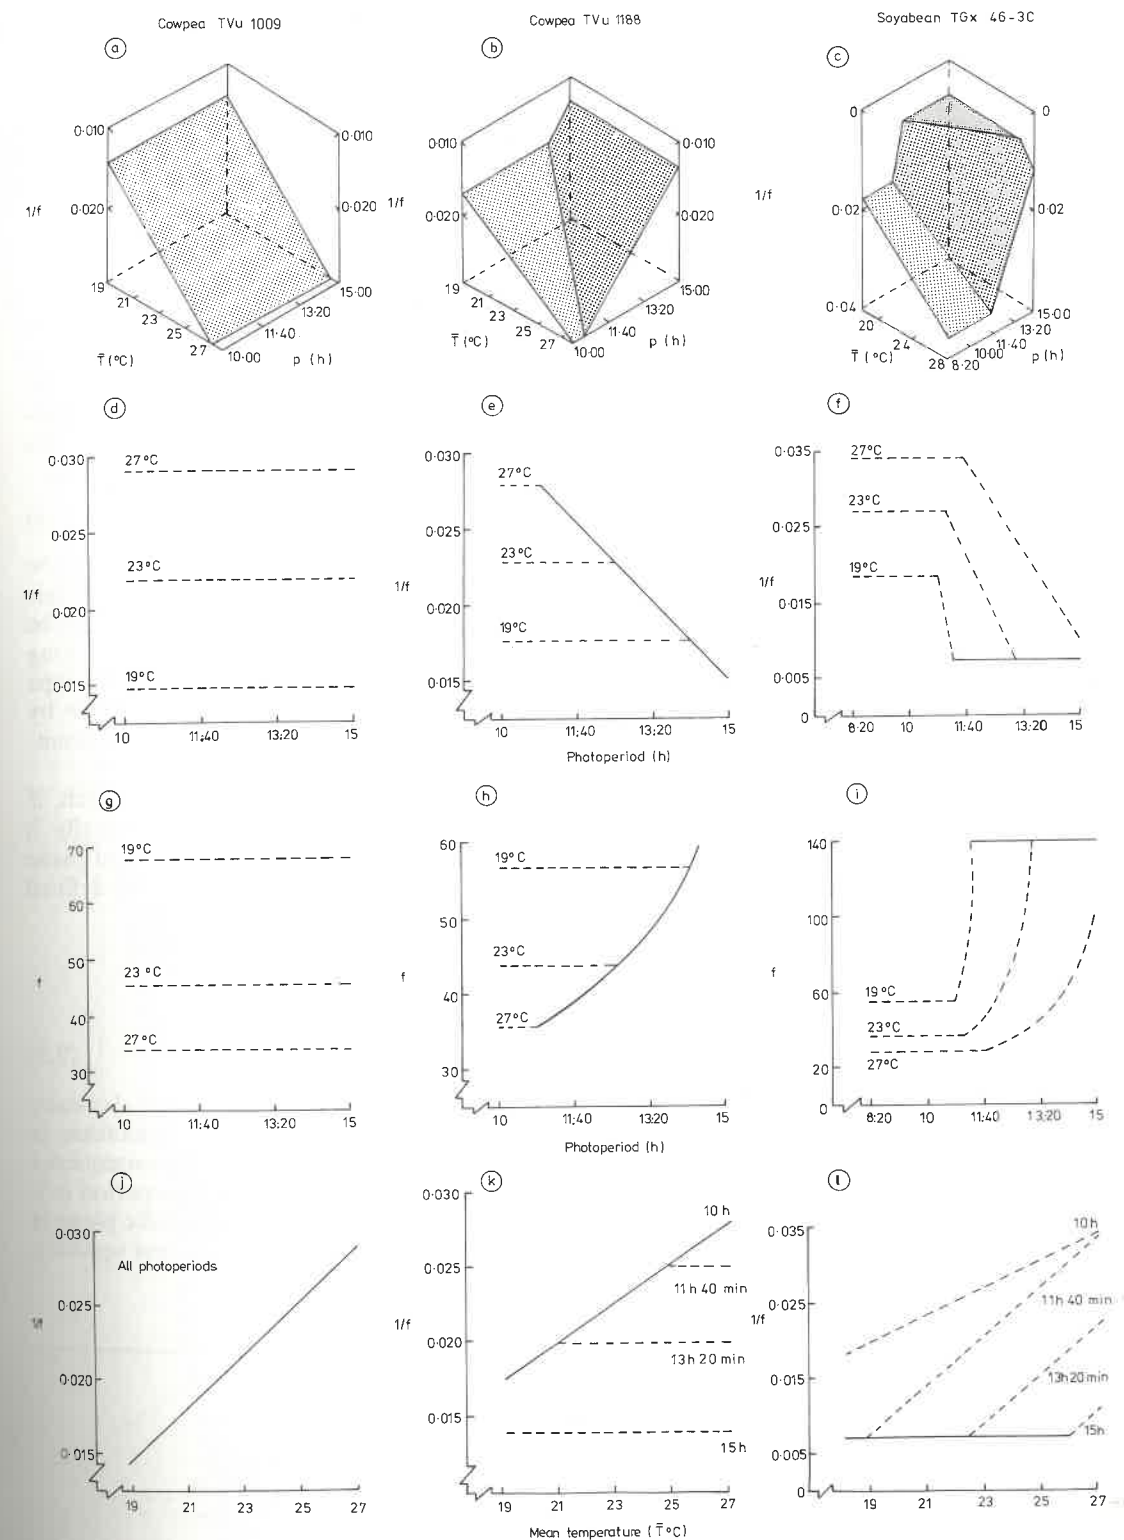 Cowpea TVu 1009
Cowpea TVu 1188
Soyabean TGx 46-3C
a
b
c
0·010
0·020
1/f
19
21
23
25
27
T̅ (°C)
0·010
0·020
15:00
13:20
11:40
10:00
p (h)
0·010
0·020
1/f
19
21
23
25
27
T̅ (°C)
0·010
0·020
15:00
13:20
11:40
10:00
p (h)
0
0·02
0·04
1/f
20
24
28
T̅ (°C)
0
0·02
15:00
13:20
11:40
10:00
8:20
p (h)
d
0·030
0·025
0·020
0·015
1/f
27°C
23°C
19°C
10 11:40 13:20 15
e
0·030
0·025
0·020
0·015
1/f
27°C
23°C
19°C
10 11:40 13:20 15
Photoperiod (h)
f
0·035
0·025
0·015
0·005
0
1/f
27°C
23°C
19°C
8:20 10 11:40 13:20 15
g
70
60
50
40
30
f
19°C
23°C
27°C
10 11:40 13:20 15
h
60
50
40
30
f
19°C
23°C
27°C
10 11:40 13:20 15
Photoperiod (h)
i
140
100
60
20
0
f
19°C
23°C
27°C
8:20 10 11:40 13:20 15
j
0·030
0·025
0·020
0·015
1/f
All photoperiods
19 21 23 25 27
k
0·030
0·025
0·020
0·015
1/f
10 h
11h 40 min
13h 20 min
15h
19 21 23 25 27
Mean temperature (T̅°C)
l
0·035
0·025
0·015
0·005
0
1/f
10h
11h 40 min
13h 20min
15h
19 21 23 25 27